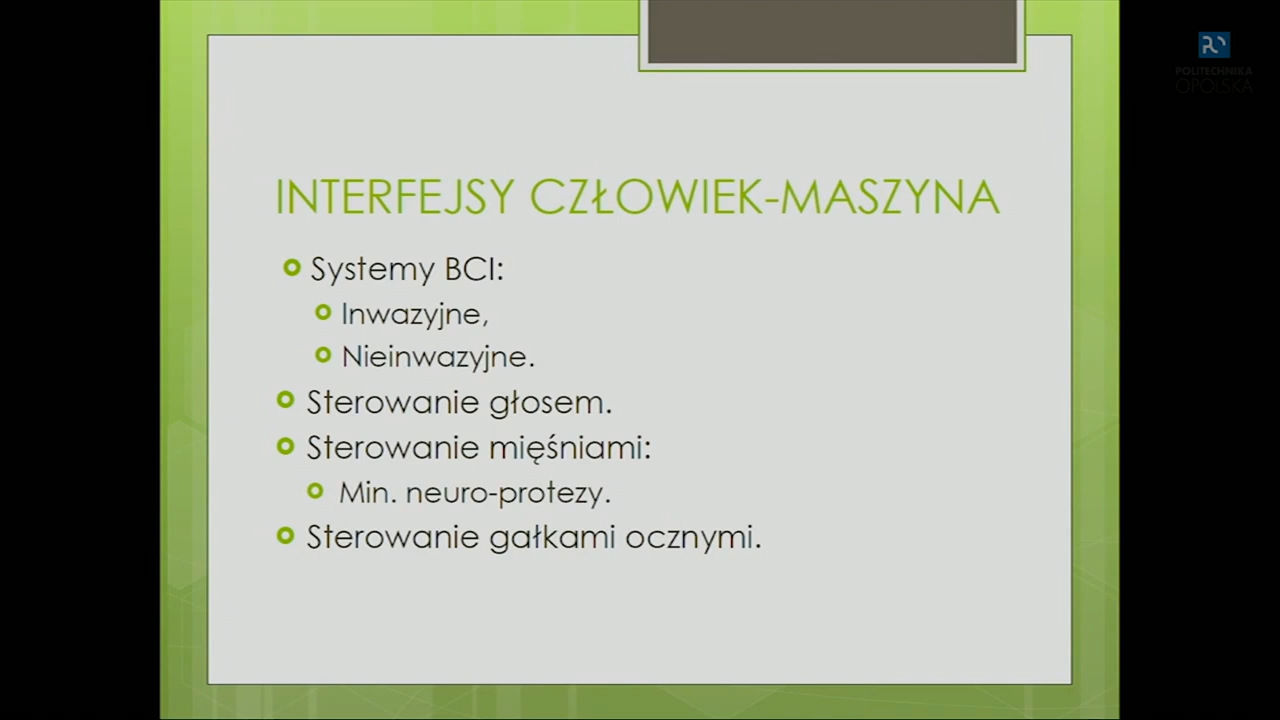 POLITECHNIKA
OPOLSKA
INTERFEJSY CZŁOWIEK-MASZYNA
Systemy BCI:
Inwazyjne,
Nieinwazyjne.
Sterowanie głosem.
Sterowanie mięśniami:
Min. neuro-protezy.
Sterowanie gałkami ocznymi.